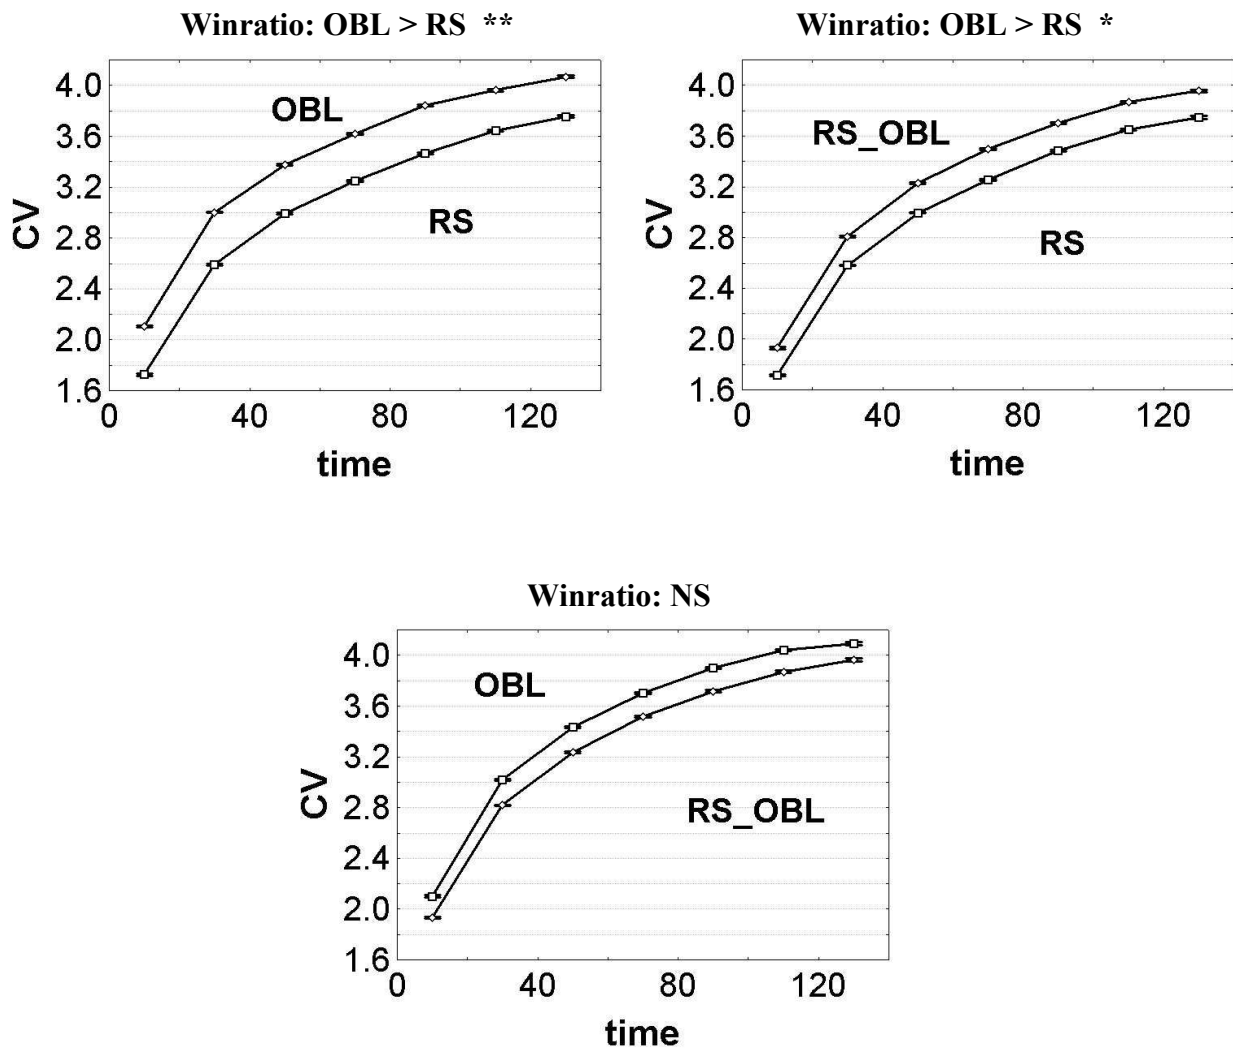 Winratio: OBL > RS **
4.0
3.6
3.2
2.8
2.4
2.0
1.6
CV
OBL
RS
0 40 80 120
time
Winratio: OBL > RS *
4.0
3.6
3.2
2.8
2.4
2.0
1.6
CV
RS_OBL
RS
0 40 80 120
time
Winratio: NS
4.0
3.6
3.2
2.8
2.4
2.0
1.6
CV
OBL
RS_OBL
0 40 80 120
time